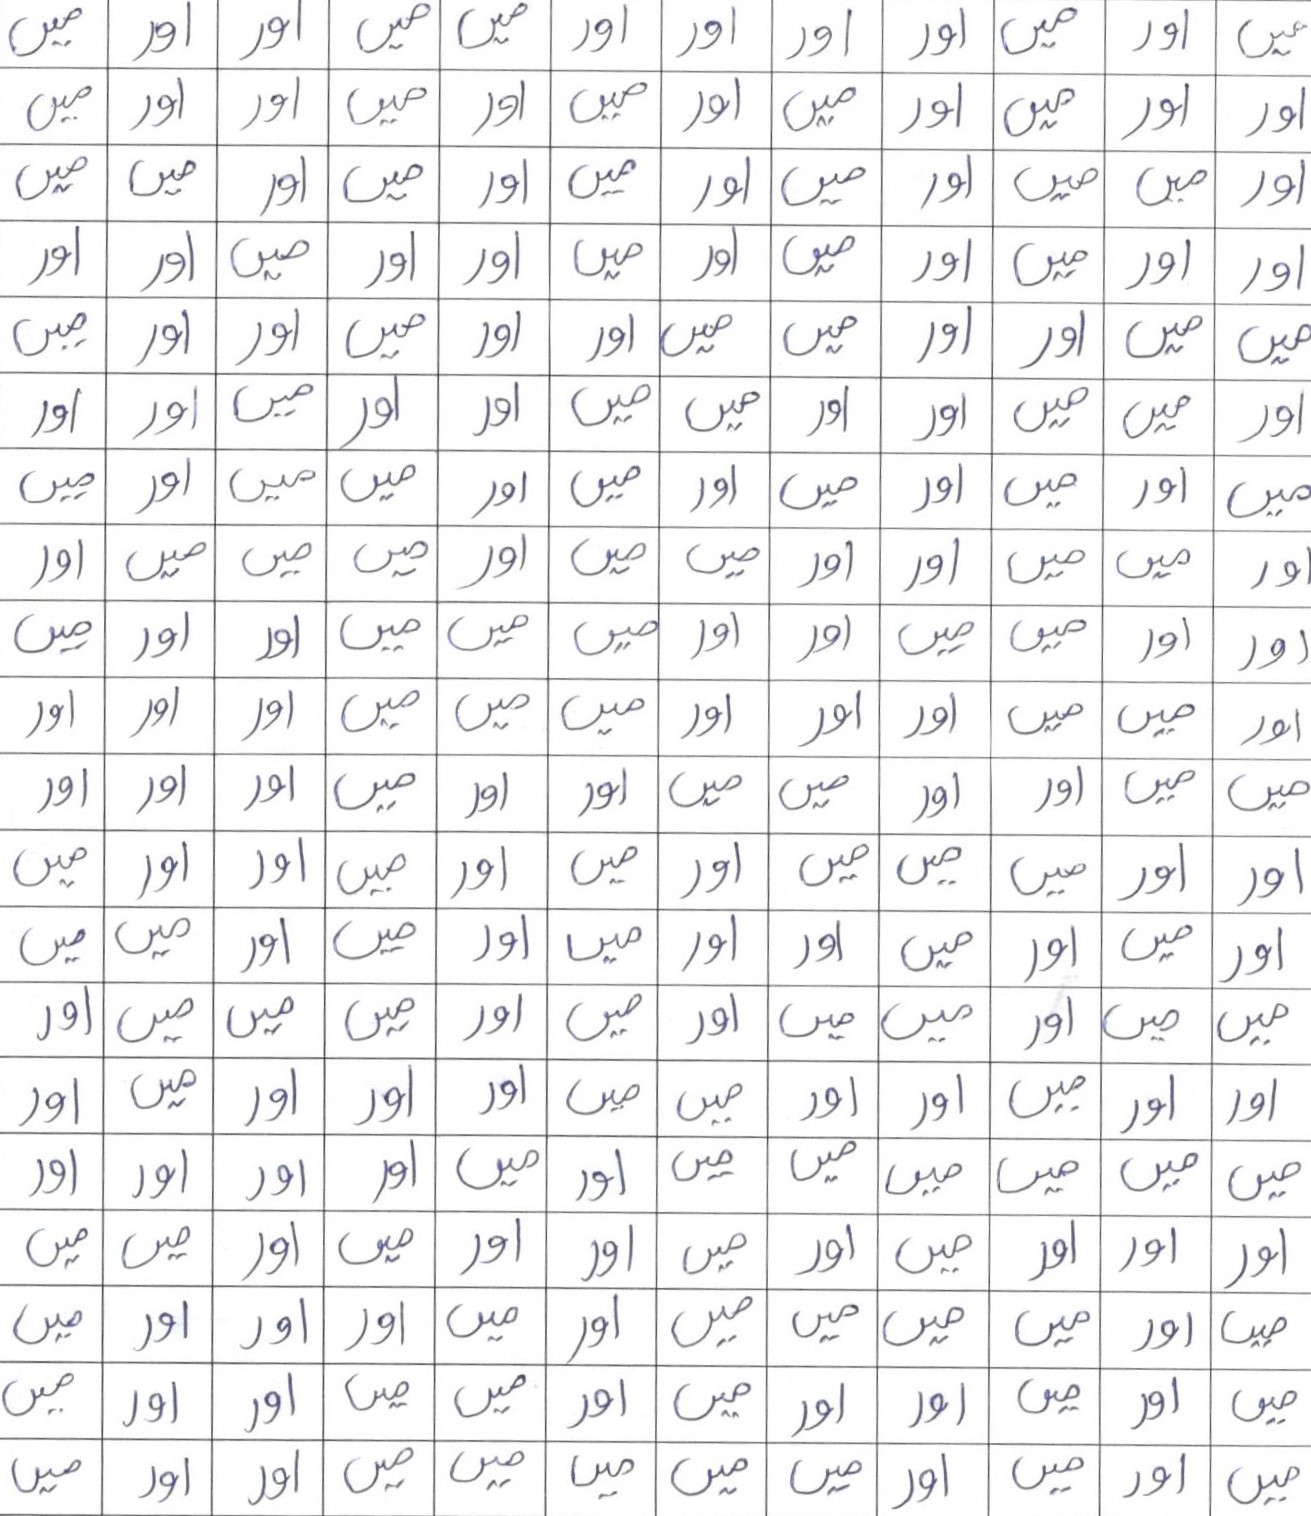 میں اور میں اور اور اور اور میں میں اور اور میں
اور اور میں اور میں اور میں اور میں اور اور میں
اور میں میں اور میں اور میں اور میں اور میں میں
اور اور میں اور میں اور میں اور اور میں اور اور
میں میں اور اور میں میں اور اور میں اور اور میں
اور میں میں اور اور میں میں اور اور میں اور اور
میں اور میں اور میں اور میں اور میں میں اور میں
اور میں میں اور اور میں میں اور میں میں میں اور
اور اور میں میں اور اور میں میں میں اور اور میں
اور میں میں اور اور اور میں میں میں اور اور اور
میں میں اور اور میں میں اور اور میں اور اور اور
اور اور میں میں میں اور میں اور میں اور اور میں
اور میں اور میں اور اور میں اور میں اور میں میں
میں میں اور میں میں اور میں اور میں میں میں اور
اور اور میں اور اور میں میں اور اور اور میں اور
میں میں میں میں میں میں اور میں اور اور اور اور
اور اور اور میں اور میں اور اور میں اور میں میں
میں اور میں میں میں میں اور میں اور اور اور میں
میں اور میں اور اور میں اور میں میں اور اور میں
میں اور میں اور میں میں میں میں میں اور اور میں